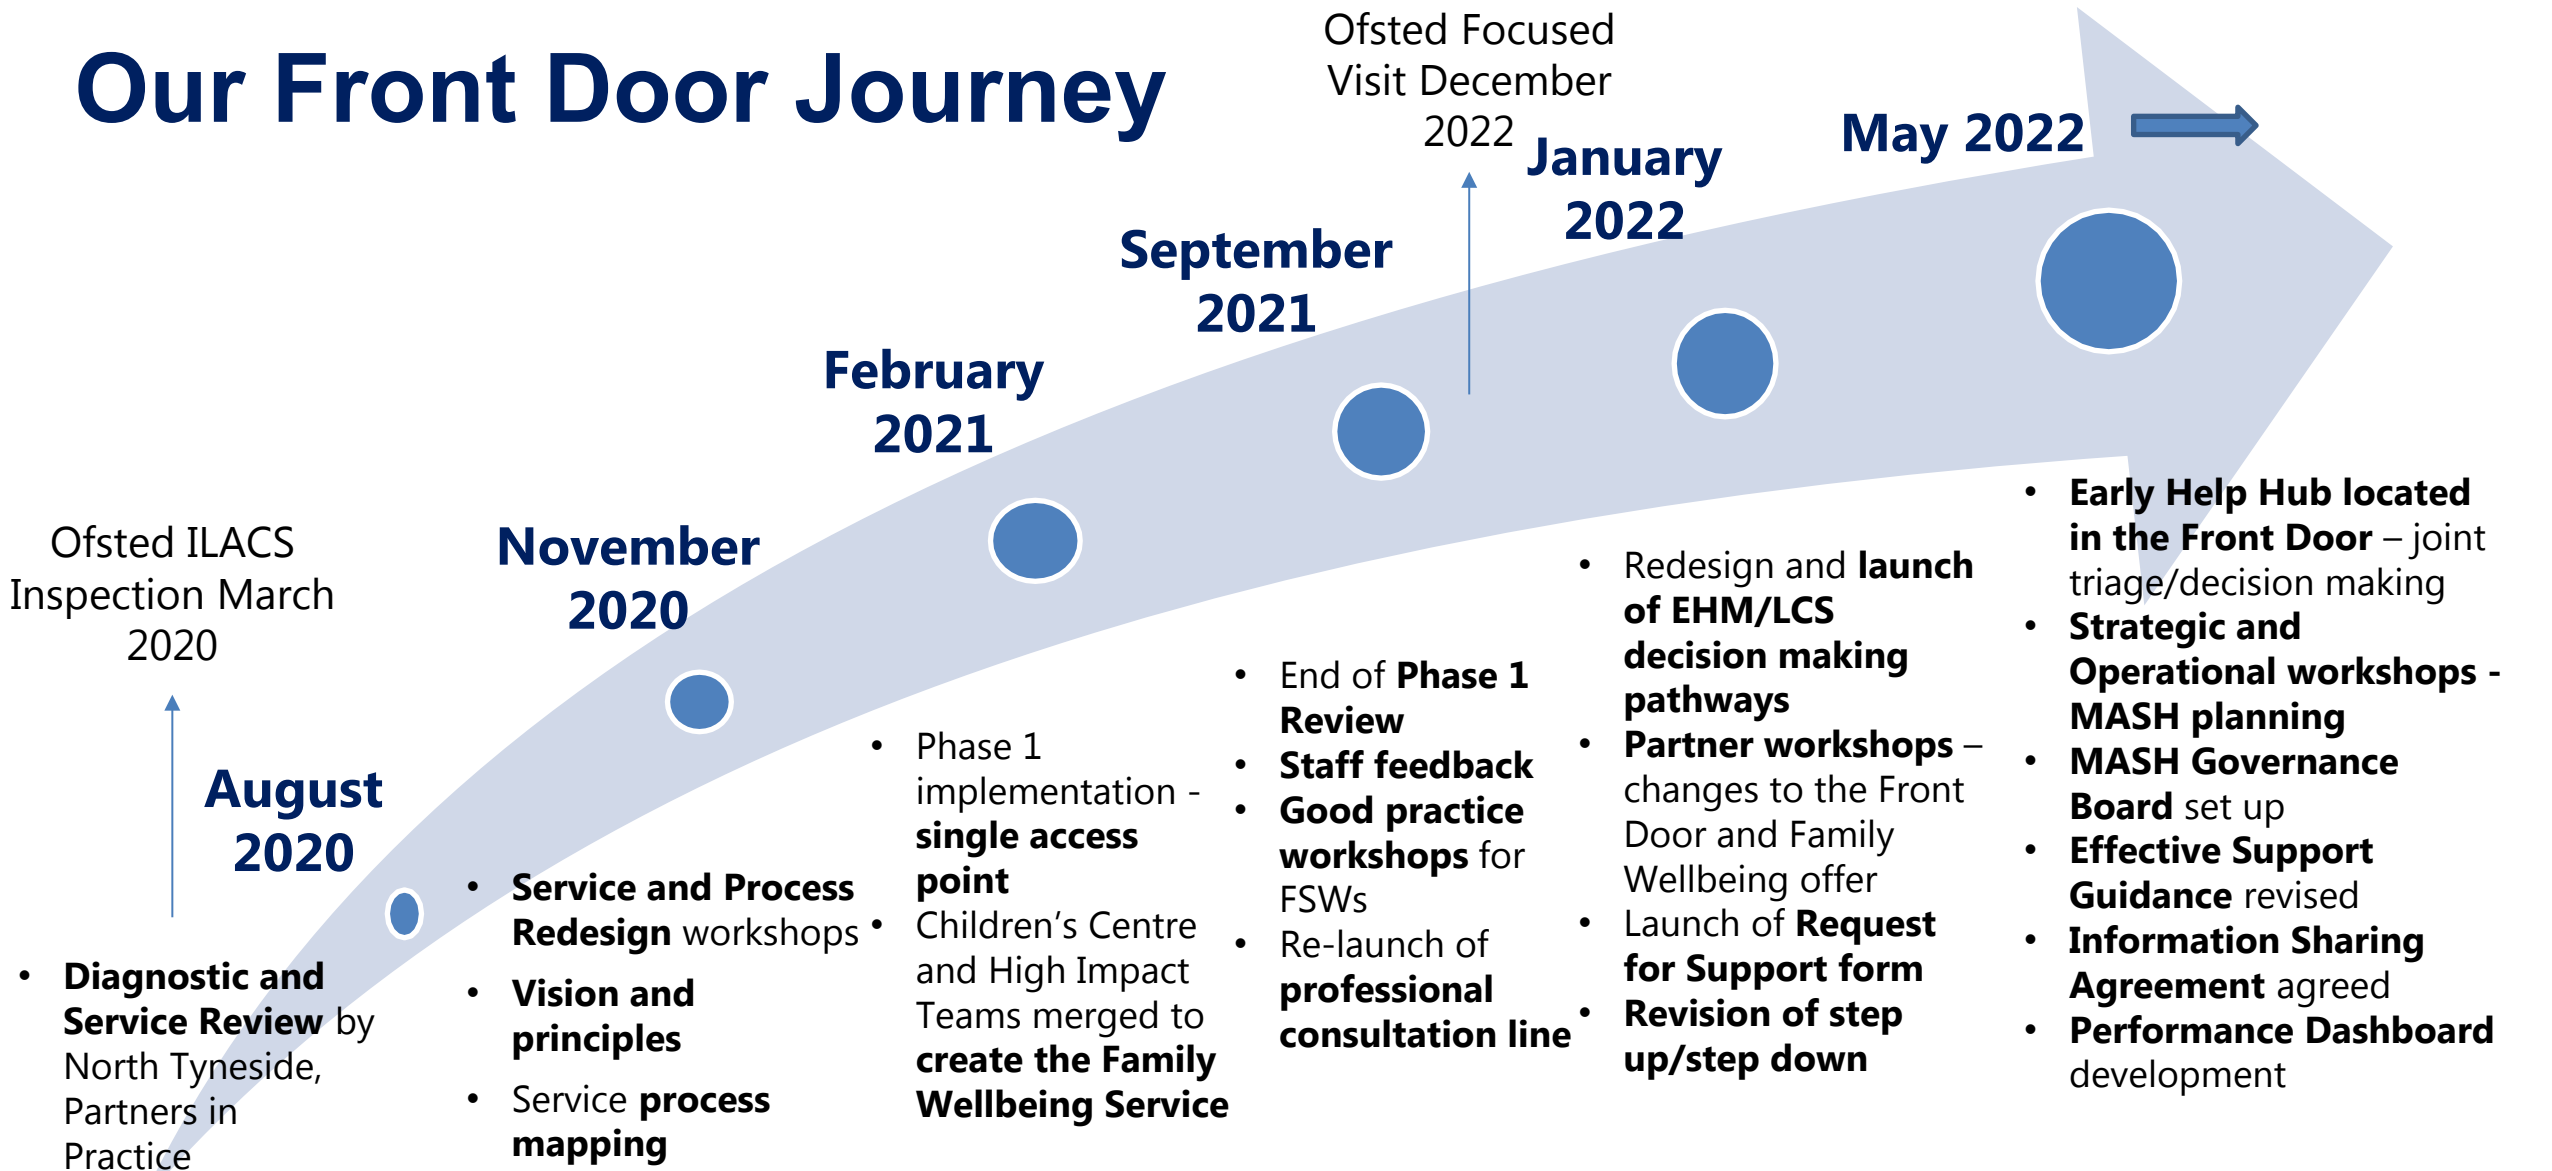 Our Front Door Journey
Ofsted ILACS
Inspection March
2020
August
2020
• Diagnostic and
Service Review by
North Tyneside,
Partners in
Practice
November
2020
• Service and Process
Redesign workshops
• Vision and
principles
• Service process
mapping
February
2021
• Phase 1
implementation -
single access
point
• Children’s Centre
and High Impact
Teams merged to
create the Family
Wellbeing Service
September
2021
• End of Phase 1
Review
• Staff feedback
• Good practice
workshops for
FSWs
• Re-launch of
professional
consultation line
Ofsted Focused
Visit December
2022
January
2022
• Redesign and launch
of EHM/LCS
decision making
pathways
• Partner workshops –
changes to the Front
Door and Family
Wellbeing offer
• Launch of Request
for Support form
• Revision of step
up/step down
May 2022
• Early Help Hub located
in the Front Door – joint
triage/decision making
• Strategic and
Operational workshops -
MASH planning
• MASH Governance
Board set up
• Effective Support
Guidance revised
• Information Sharing
Agreement agreed
• Performance Dashboard
development